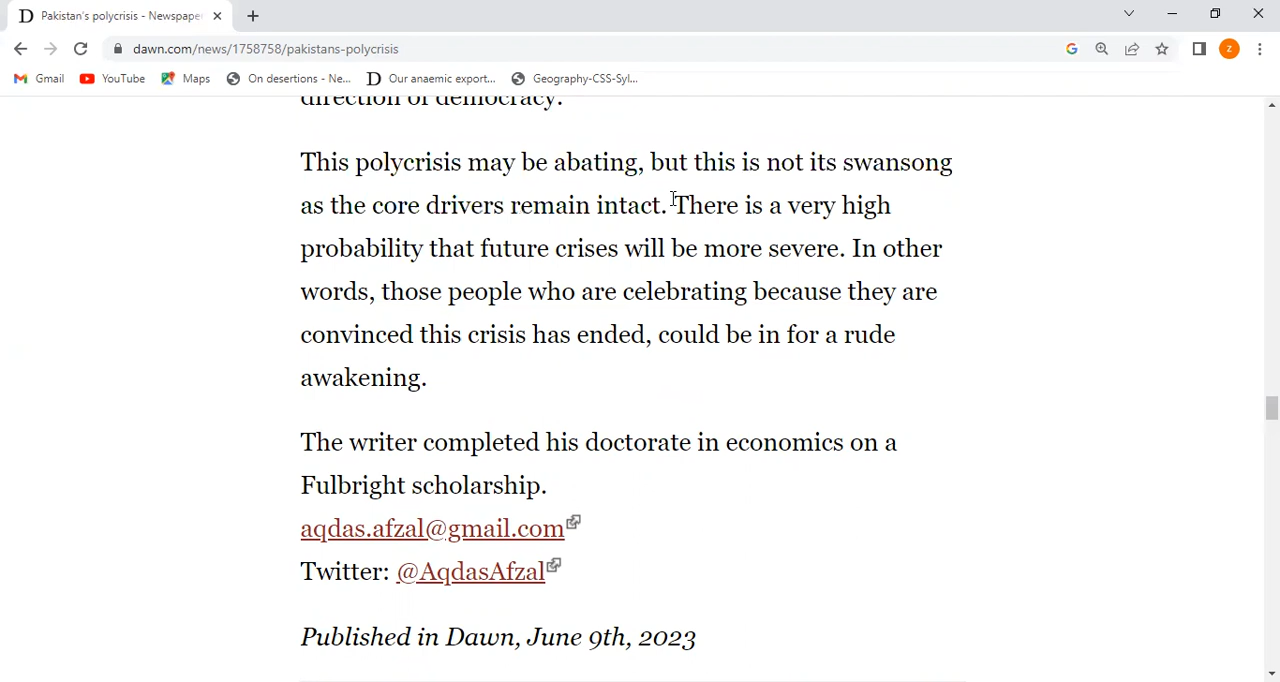 Pakistan's polycrisis - Newspaper
dawn.com/news/1758758/pakistans-polycrisis
Z
Gmail
YouTube
Maps
On desertions - Ne...
Our anaemic export...
Geography-CSS-Syl...
direction of democracy.
This polycrisis may be abating, but this is not its swansong
as the core drivers remain intact. There is a very high
probability that future crises will be more severe. In other
words, those people who are celebrating because they are
convinced this crisis has ended, could be in for a rude
awakening.
The writer completed his doctorate in economics on a
Fulbright scholarship.
aqdas.afzal@gmail.com
Twitter: @AqdasAfzal
Published in Dawn, June 9th, 2023